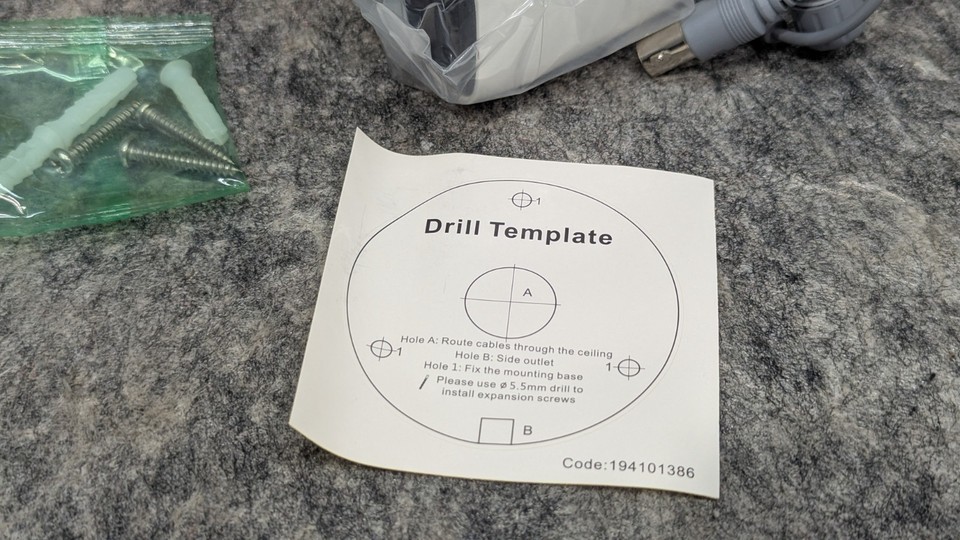 1
Drill Template
A
Hole A: Route cables through the ceiling
1
Hole B: Side outlet
Hole 1: Fix the mounting base
1
Please use ⌀5.5mm drill to
install expansion screws
B
Code:194101386